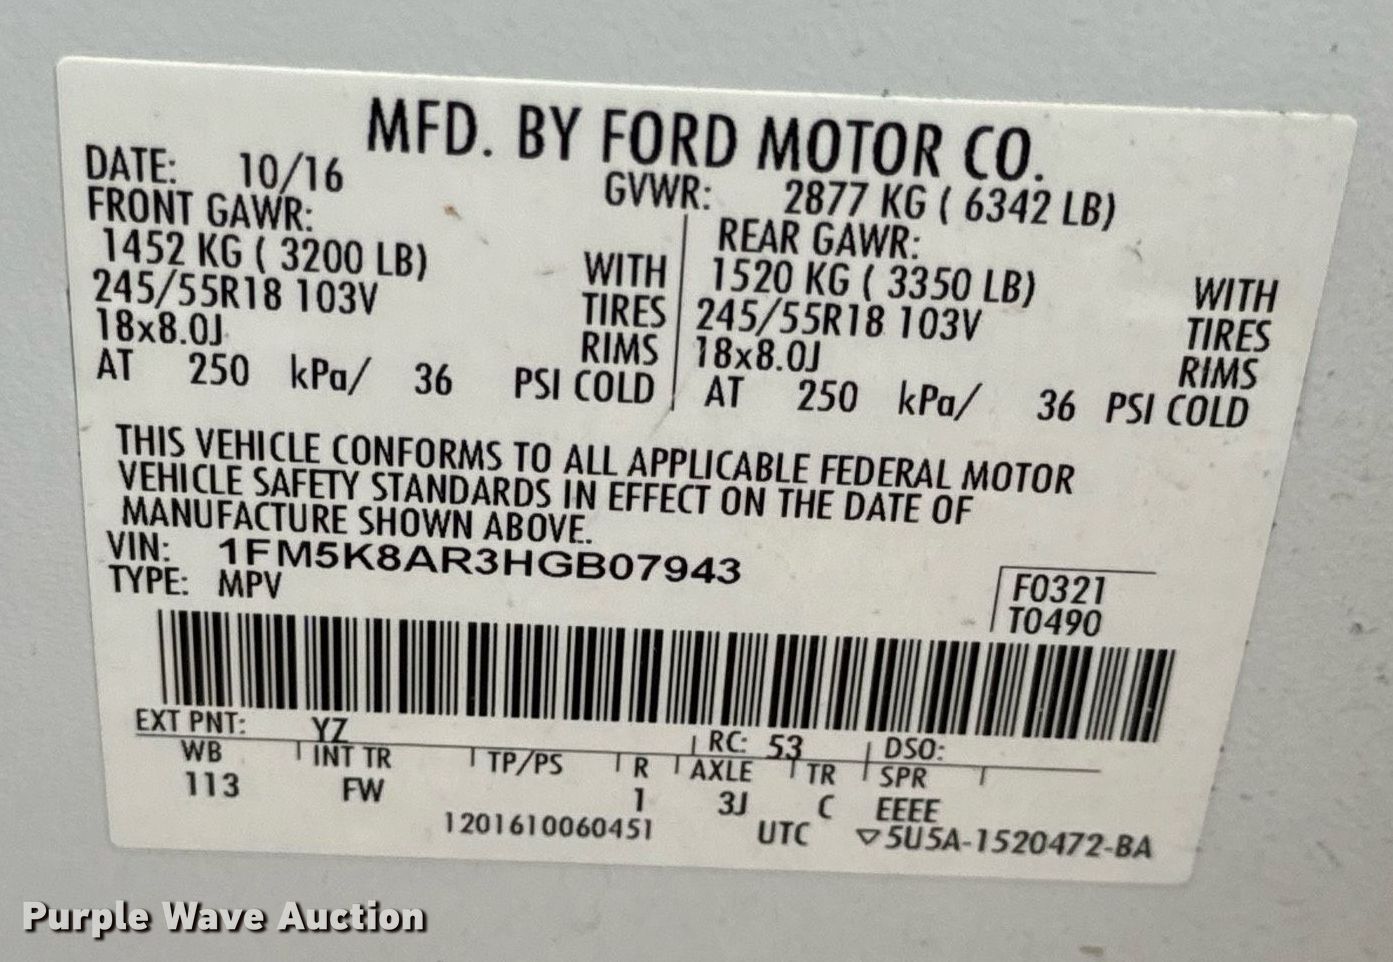 MFD. BY FORD MOTOR CO.
DATE: 10/16 GVWR: 2877 KG ( 6342 LB)
FRONT GAWR: REAR GAWR:
1452 KG ( 3200 LB) WITH 1520 KG ( 3350 LB) WITH
245/55R18 103V TIRES 245/55R18 103V TIRES
18x8.0J RIMS 18x8.0J RIMS
AT 250 kPa/ 36 PSI COLD AT 250 kPa/ 36 PSI COLD
THIS VEHICLE CONFORMS TO ALL APPLICABLE FEDERAL MOTOR
VEHICLE SAFETY STANDARDS IN EFFECT ON THE DATE OF
MANUFACTURE SHOWN ABOVE.
VIN: 1FM5K8AR3HGB07943
TYPE: MPV
F0321
T0490
EXT PNT: YZ RC: 53 DSO:
WB INT TR TP/PS R AXLE TR SPR
113 FW 1 3J C EEEE
1201610060451 UTC ▽5U5A-1520472-BA
Purple Wave Auction